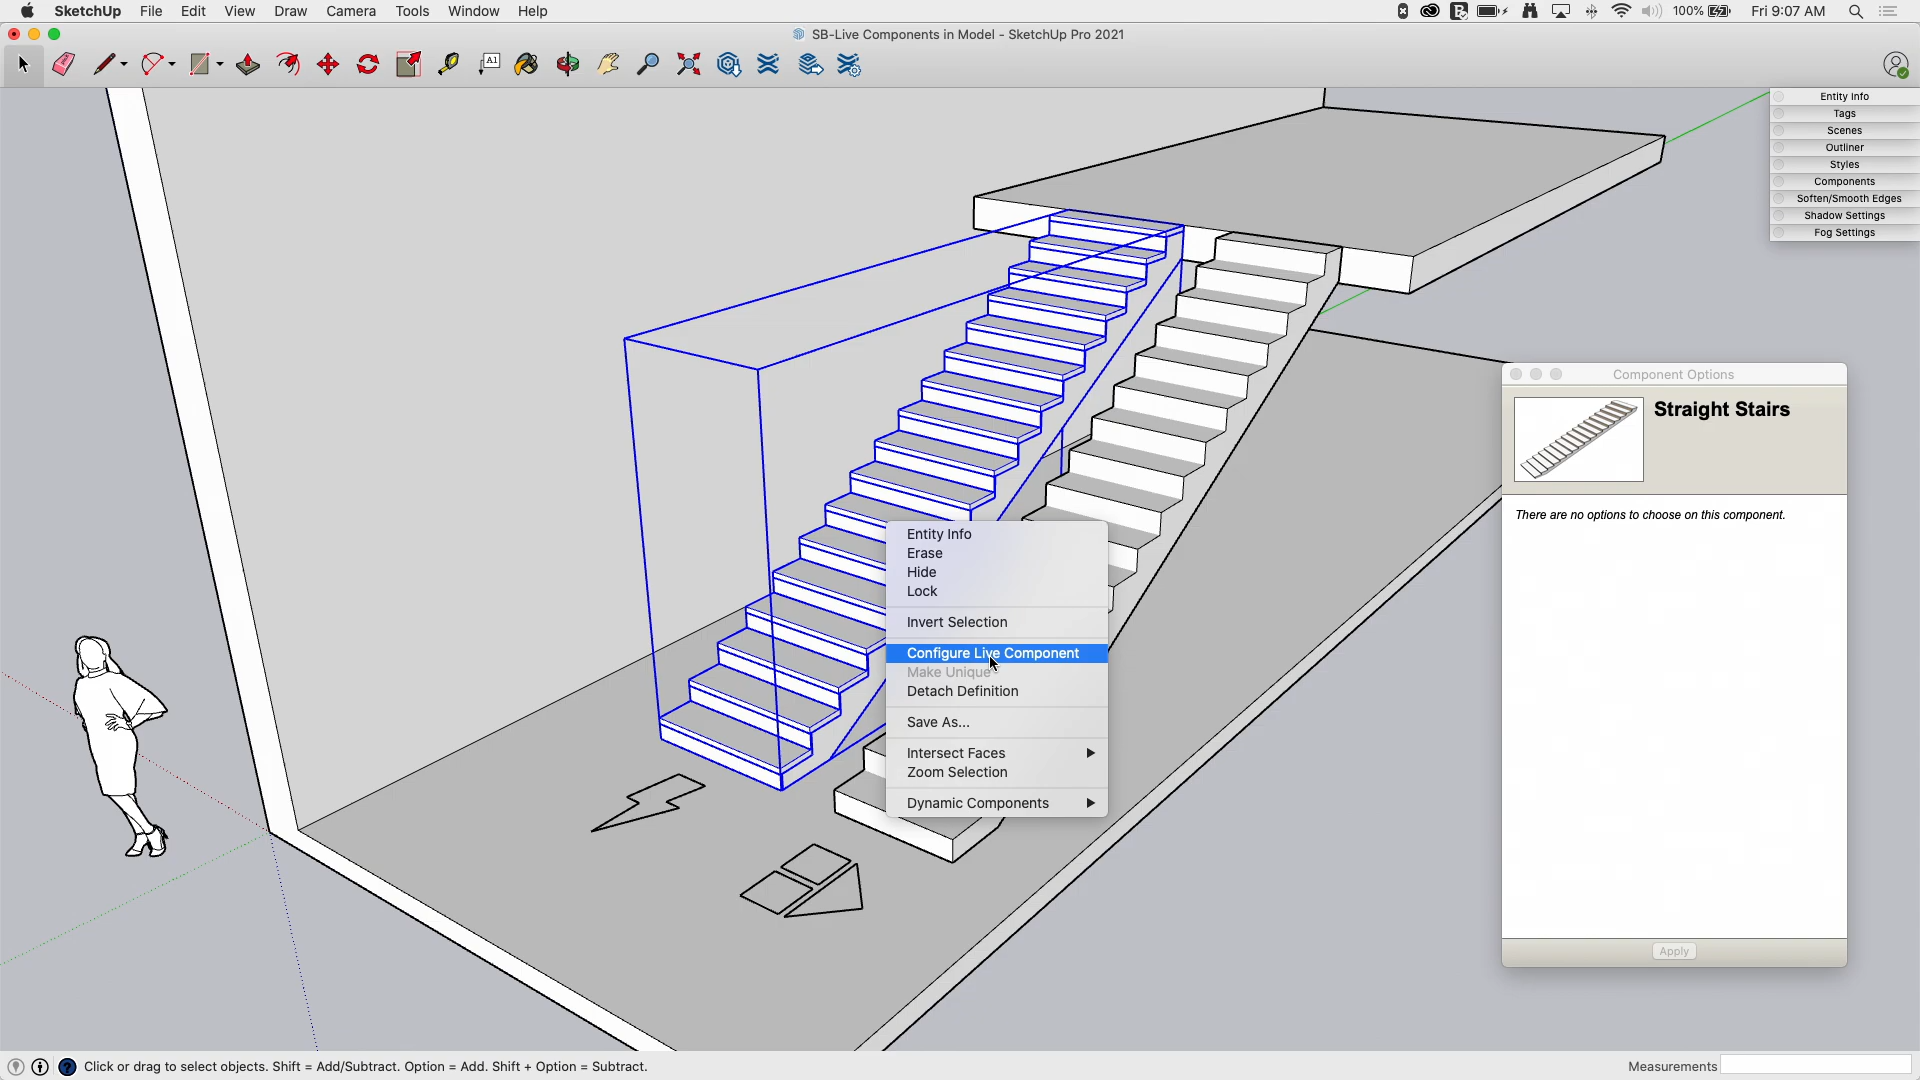 SketchUp File Edit View Draw Camera Tools Window Help
100% Fri 9:07 AM
SB-Live Components in Model - SketchUp Pro 2021
A1
Entity Info
Tags
Scenes
Outliner
Styles
Components
Soften/Smooth Edges
Shadow Settings
Fog Settings
Component Options
Straight Stairs
There are no options to choose on this component.
Apply
Entity Info
Erase
Hide
Lock
Invert Selection
Configure Live Component
Make Unique
Detach Definition
Save As...
Intersect Faces
Zoom Selection
Dynamic Components
Click or drag to select objects. Shift = Add/Subtract. Option = Add. Shift + Option = Subtract.
Measurements